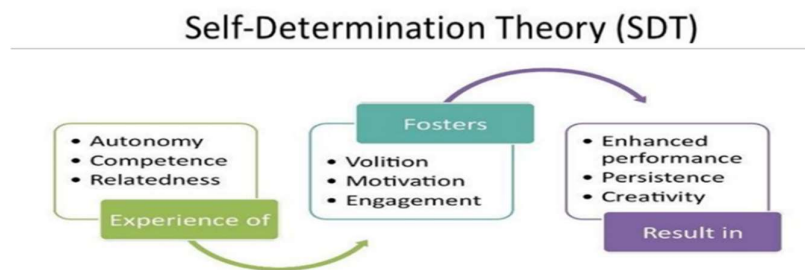 Self-Determination Theory (SDT)
• Autonomy
• Competence
• Relatedness
Experience of
Fosters
• Volition
• Motivation
• Engagement
• Enhanced
performance
• Persistence
• Creativity
Result in